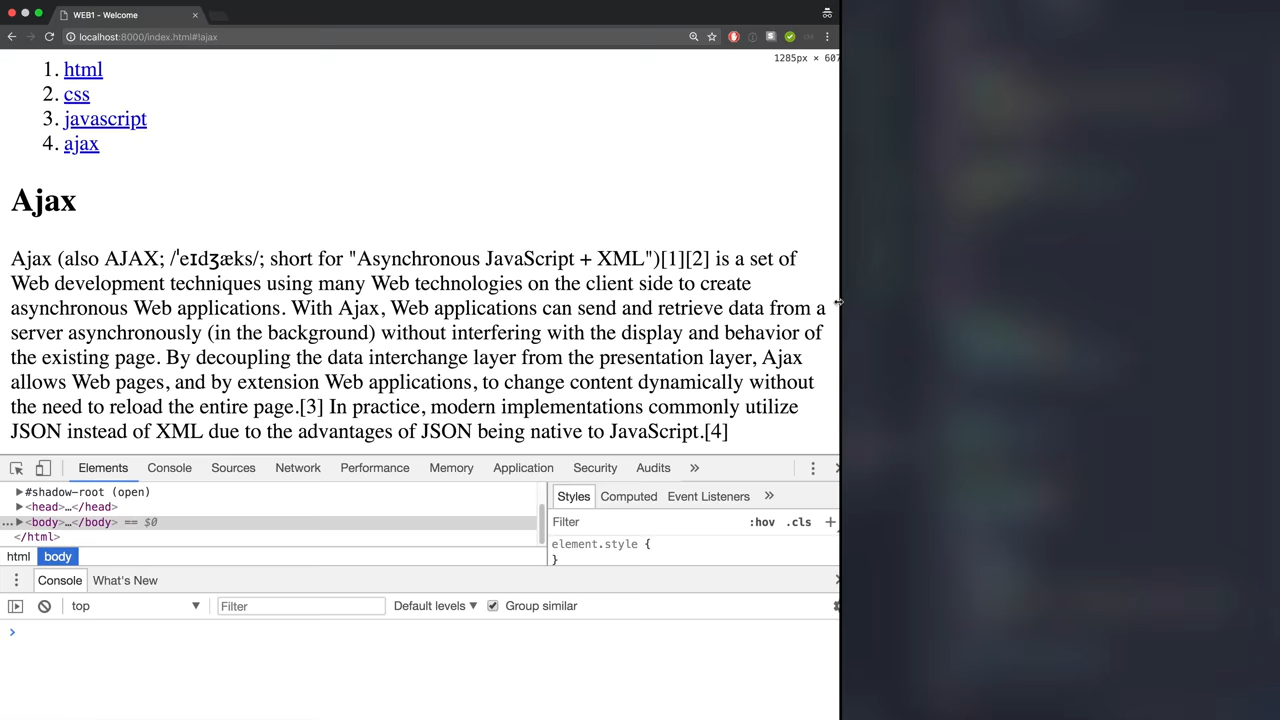 WEB1 - Welcome
localhost:8000/index.html#!ajax
1285px × 607
1. html
2. css
3. javascript
4. ajax
Ajax
Ajax (also AJAX; /ˈeɪdʒæks/; short for "Asynchronous JavaScript + XML")[1][2] is a set of
Web development techniques using many Web technologies on the client side to create
asynchronous Web applications. With Ajax, Web applications can send and retrieve data from a
server asynchronously (in the background) without interfering with the display and behavior of
the existing page. By decoupling the data interchange layer from the presentation layer, Ajax
allows Web pages, and by extension Web applications, to change content dynamically without
the need to reload the entire page.[3] In practice, modern implementations commonly utilize
JSON instead of XML due to the advantages of JSON being native to JavaScript.[4]
Elements Console Sources Network Performance Memory Application Security Audits »
▶#shadow-root (open)
▶<head>…</head>
…▶<body>…</body> == $0
</html>
html body
Styles Computed Event Listeners »
Filter :hov .cls +
element.style {
}
Console What's New
top ▼ Filter Default levels ▼ Group similar
>